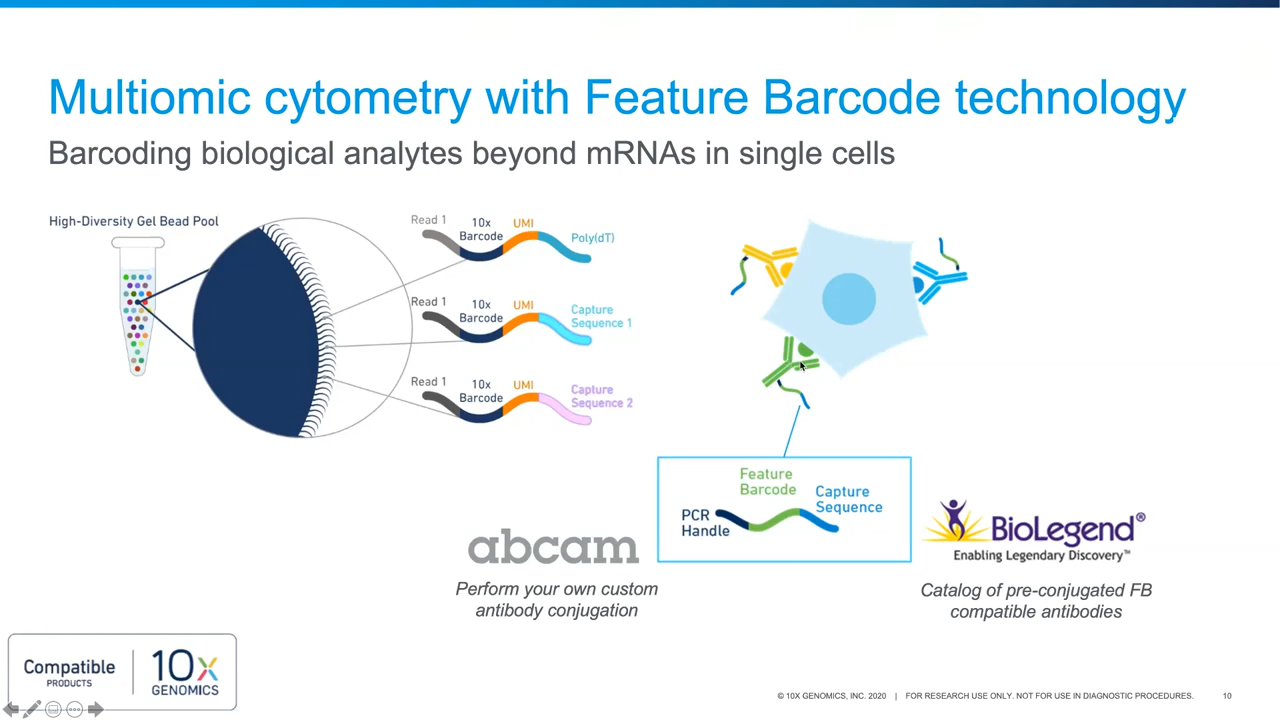 Multiomic cytometry with Feature Barcode technology
Barcoding biological analytes beyond mRNAs in single cells
High-Diversity Gel Bead Pool
Read 1
10x
Barcode
UMI
Poly(dT)
Read 1
10x
Barcode
UMI
Capture
Sequence 1
Read 1
10x
Barcode
UMI
Capture
Sequence 2
Feature
Barcode
Capture
Sequence
PCR
Handle
abcam
Perform your own custom
antibody conjugation
BioLegend®
Enabling Legendary Discovery™
Catalog of pre-conjugated FB
compatible antibodies
Compatible
PRODUCTS
10x
GENOMICS
© 10X GENOMICS, INC. 2020 | FOR RESEARCH USE ONLY. NOT FOR USE IN DIAGNOSTIC PROCEDURES. 10